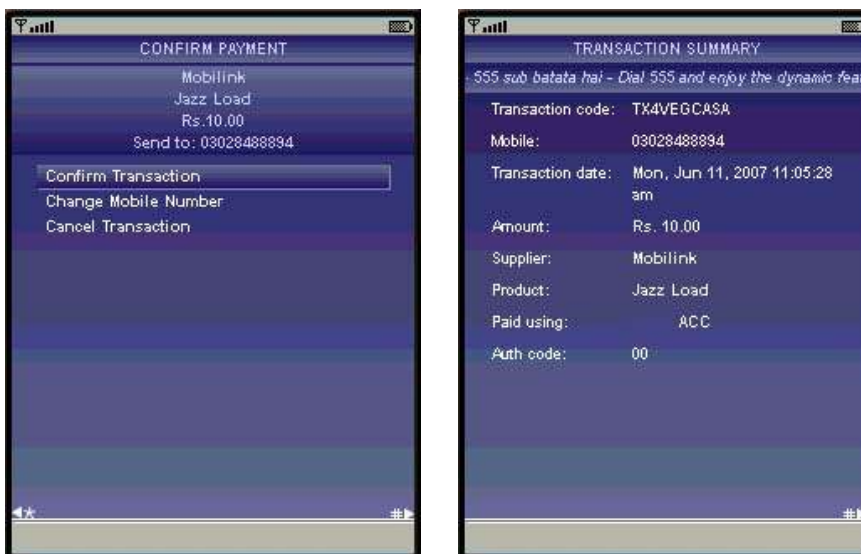 CONFIRM PAYMENT
Mobilink
Jazz Load
Rs.10.00
Send to: 03028488894
Confirm Transaction
Change Mobile Number
Cancel Transaction
#
TRANSACTION SUMMARY
- 555 sub batata hai - Dial 555 and enjoy the dynamic fea
Transaction code: TX4VEGCASA
Mobile: 03028488894
Transaction date: Mon, Jun 11, 2007 11:05:28
am
Amount: Rs. 10.00
Supplier: Mobilink
Product: Jazz Load
Paid using: ACC
Auth code: 00
#